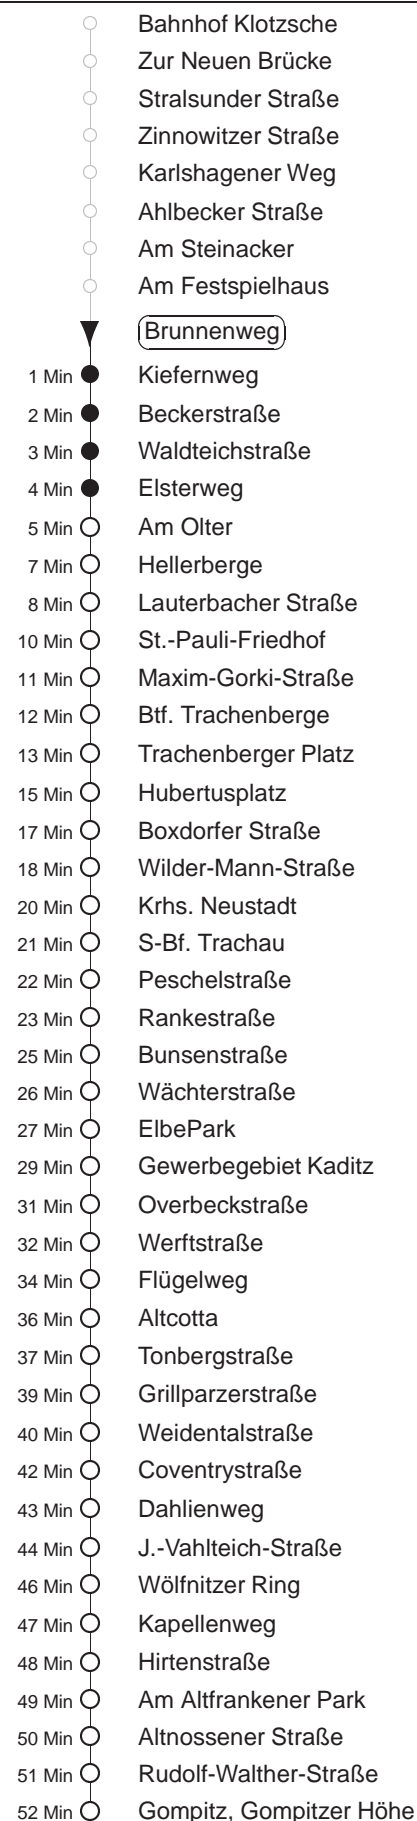 Bahnhof Klotzsche
Zur Neuen Brücke
Stralsunder Straße
Zinnowitzer Straße
Karlshagener Weg
Ahlbecker Straße
Am Steinacker
Am Festspielhaus
Brunnenweg
1 Min Kiefernweg
2 Min Beckerstraße
3 Min Waldteichstraße
4 Min Elsterweg
5 Min Am Olter
7 Min Hellerberge
8 Min Lauterbacher Straße
10 Min St.-Pauli-Friedhof
11 Min Maxim-Gorki-Straße
12 Min Btf. Trachenberge
13 Min Trachenberger Platz
15 Min Hubertusplatz
17 Min Boxdorfer Straße
18 Min Wilder-Mann-Straße
20 Min Krhs. Neustadt
21 Min S-Bf. Trachau
22 Min Peschelstraße
23 Min Rankestraße
25 Min Bunsenstraße
26 Min Wächterstraße
27 Min ElbePark
29 Min Gewerbegebiet Kaditz
31 Min Overbeckstraße
32 Min Werftstraße
34 Min Flügelweg
36 Min Altcotta
37 Min Tonbergstraße
39 Min Grillparzerstraße
40 Min Weidentalstraße
42 Min Coventrystraße
43 Min Dahlienweg
44 Min J.-Vahlteich-Straße
46 Min Wölfnitzer Ring
47 Min Kapellenweg
48 Min Hirtenstraße
49 Min Am Altfrankener Park
50 Min Altnossener Straße
51 Min Rudolf-Walther-Straße
52 Min Gompitz, Gompitzer Höhe